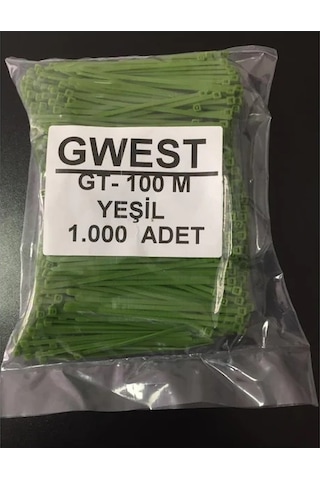 GWEST
GT- 100 M
YEŞİL
1.000 ADET